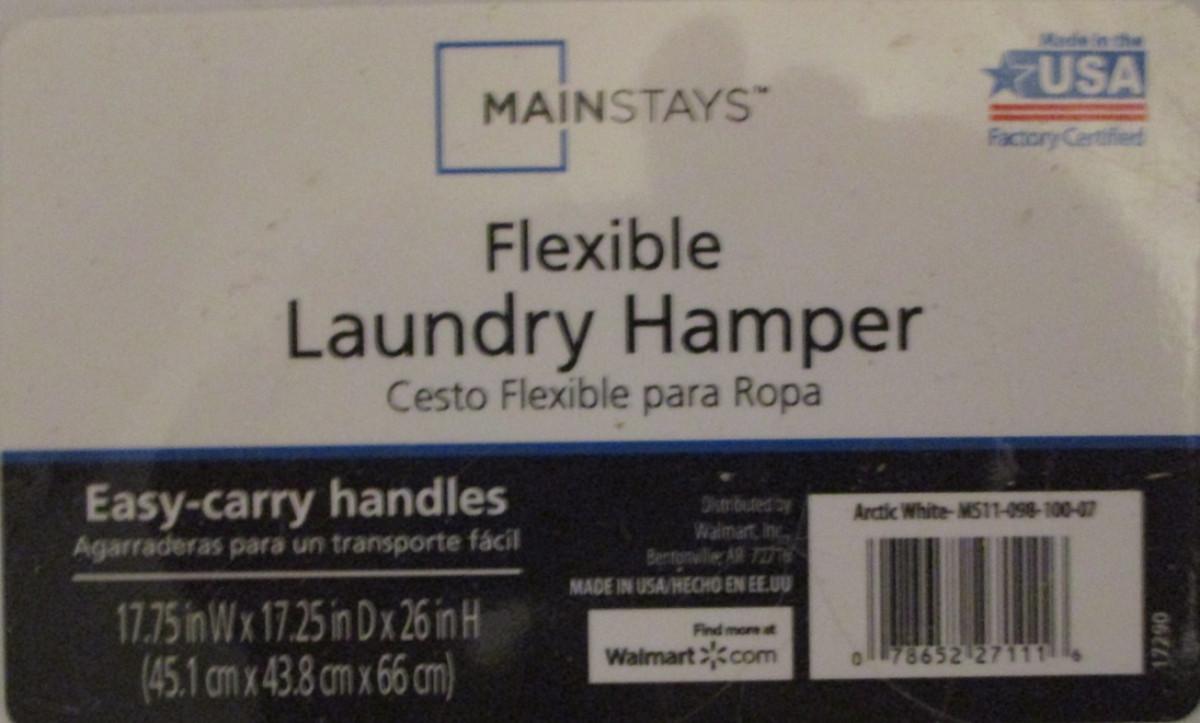 MAINSTAYS™
Made in the
USA
Factory Certified
Flexible
Laundry Hamper
Cesto Flexible para Ropa
Easy-carry handles
Agarraderas para un transporte fácil
17.75 in W x 17.25 in D x 26 in H
(45.1 cm x 43.8 cm x 66 cm)
Distributed by
Walmart, Inc.,
Bentonville, AR 72716
MADE IN USA/HECHO EN EE.UU
Find more at
Walmart.com
Arctic White- MS11-098-100-07
0 78652 27111 6
17290